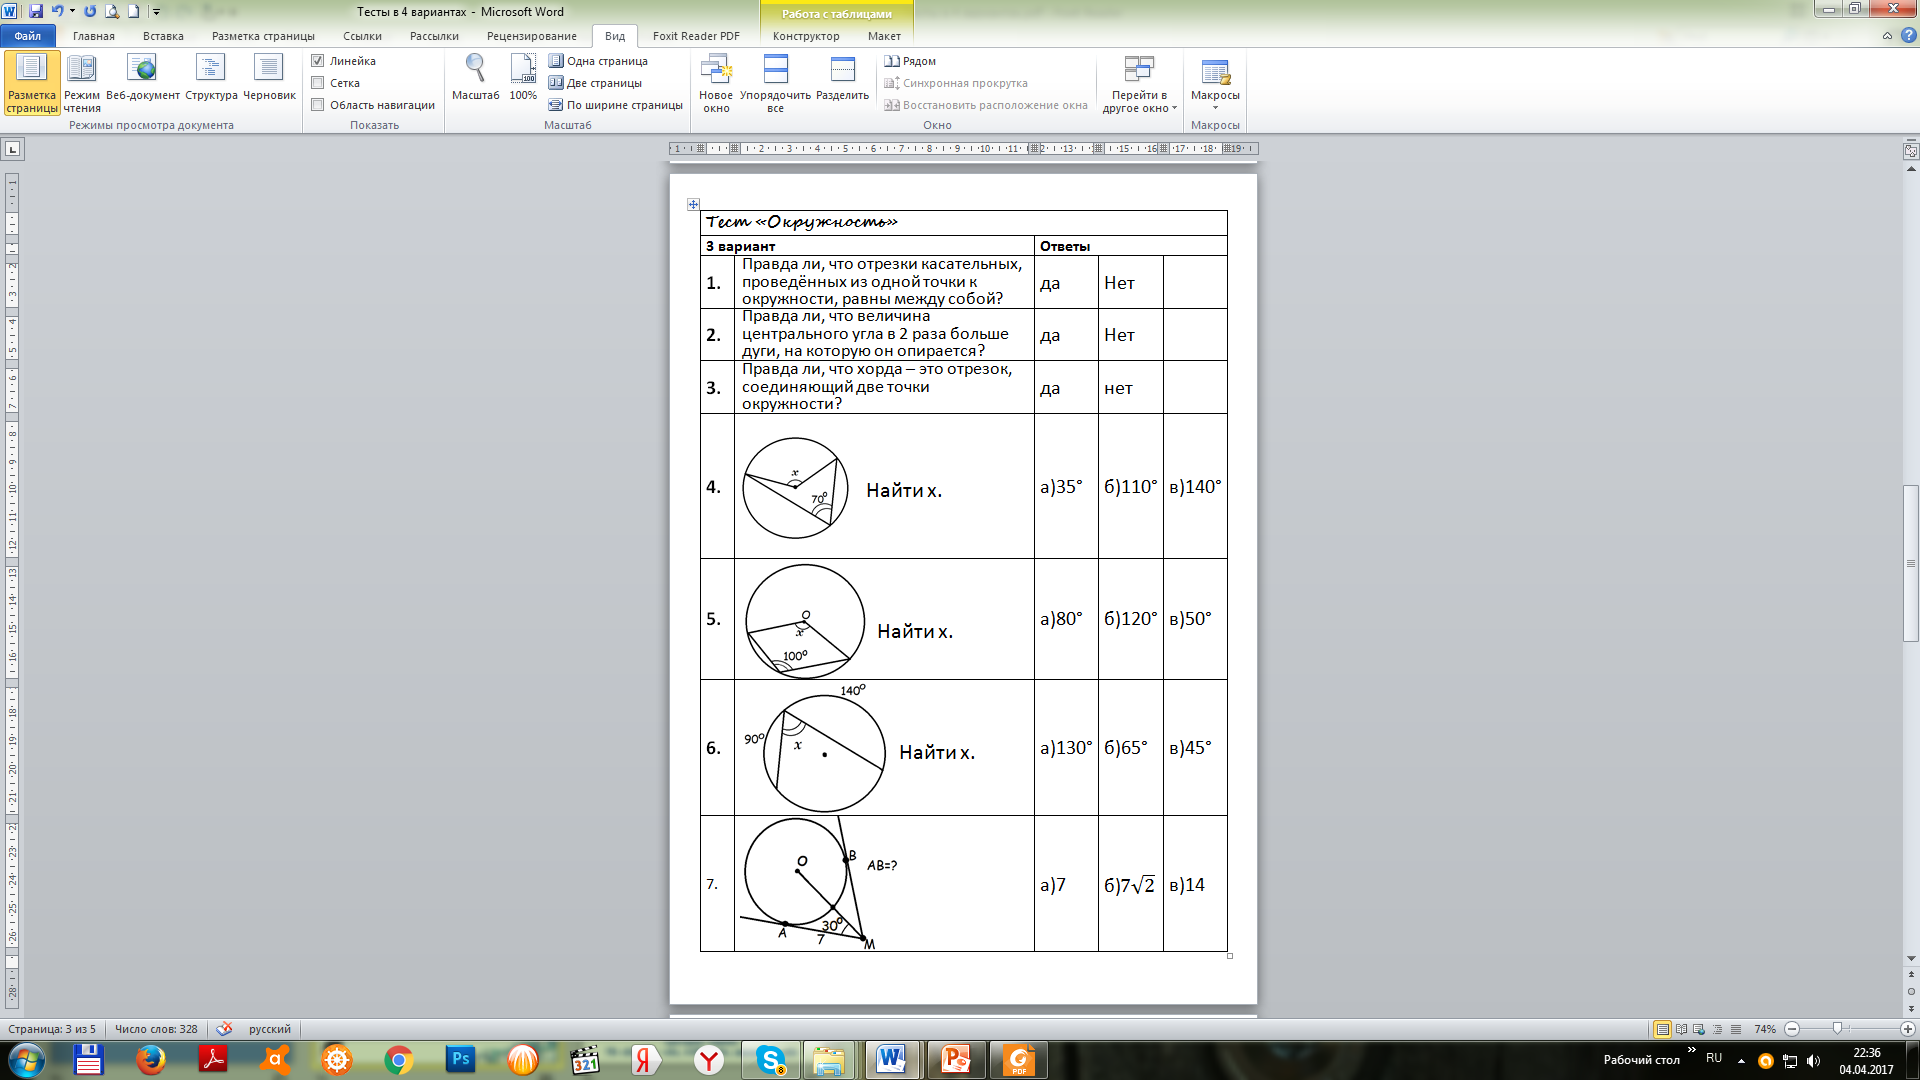 Тесты в 4 вариантах - Microsoft Word
Работа с таблицами
Файл Главная Вставка Разметка страницы Ссылки Рассылки Рецензирование Вид Foxit Reader PDF Конструктор Макет
Разметка страницы
Режим чтения
Веб-документ
Структура
Черновик
Режимы просмотра документа
Линейка
Сетка
Область навигации
Показать
Масштаб
100%
Одна страница
Две страницы
По ширине страницы
Масштаб
Новое окно
Упорядочить все
Разделить
Рядом
Синхронная прокрутка
Восстановить расположение окна
Окно
Перейти в другое окно
Макросы
Макросы
Тест «Окружность»
3 вариант Ответы
1. Правда ли, что отрезки касательных,
проведённых из одной точки к
окружности, равны между собой?
да Нет
2. Правда ли, что величина
центрального угла в 2 раза больше
дуги, на которую он опирается?
да Нет
3. Правда ли, что хорда – это отрезок,
соединяющий две точки
окружности?
да нет
4. x 70⁰ Найти х. а)35° б)110° в)140°
5. O x 100⁰ Найти х. а)80° б)120° в)50°
6. 140⁰ 90⁰ x Найти х. а)130° б)65° в)45°
7. O B AB=? A 30⁰ 7 M а)7 б)7√2 в)14
Страница: 3 из 5 Число слов: 328 русский 74%
Рабочий стол » RU 22:36
04.04.2017